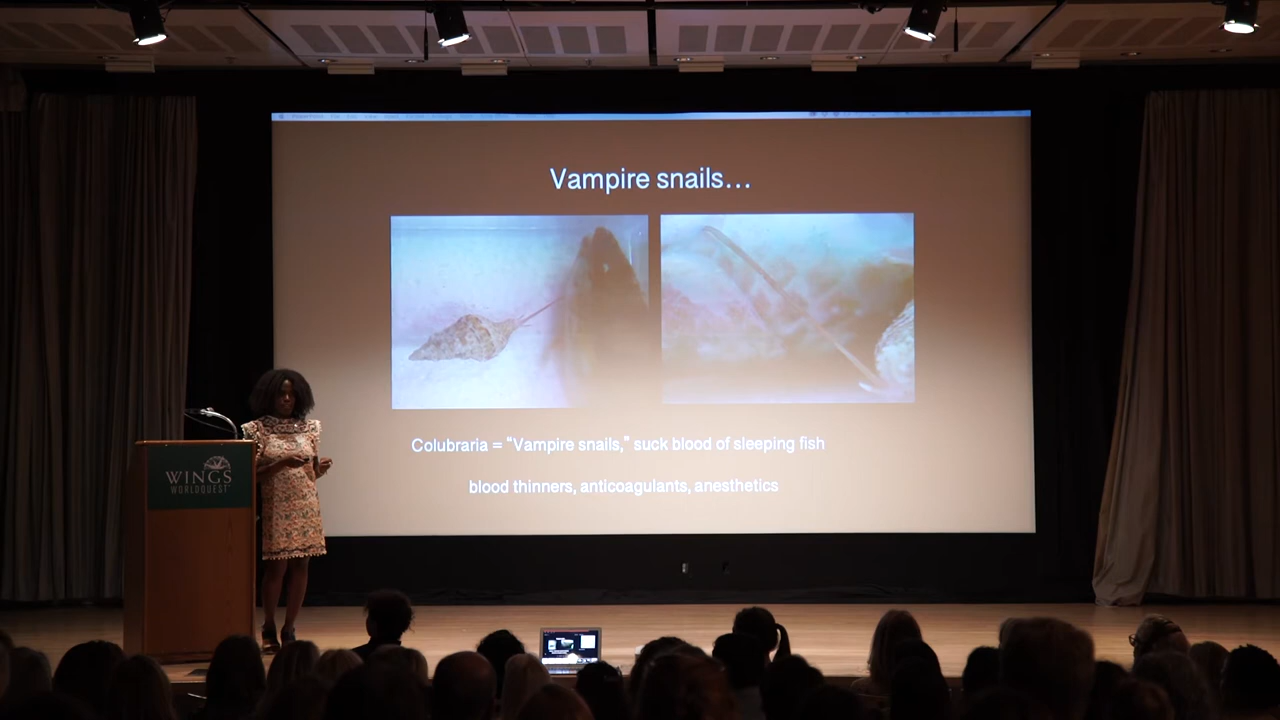 Vampire snails...
Colubraria = “Vampire snails,” suck blood of sleeping fish
blood thinners, anticoagulants, anesthetics
WINGS
WORLDQUEST